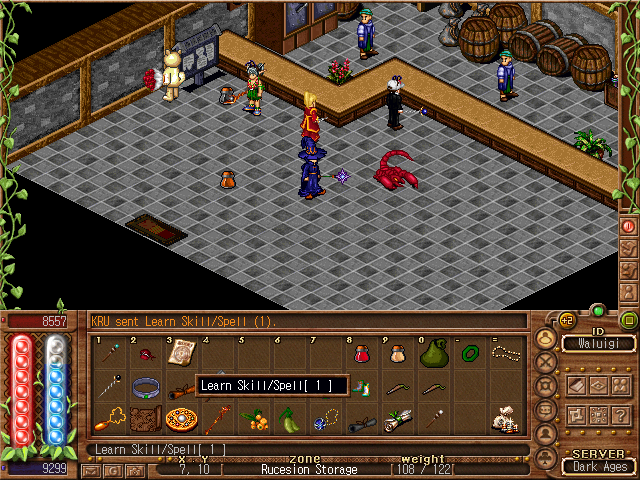 8557
KRU sent Learn Skill/Spell (1).
+2
ID
Waluigi
1 2 3 4 5 6 7 8 9 0 - =
Learn Skill/Spell[ 1 ]
Learn Skill/Spell[ 1 ]
9299
X . Y
7, 10
zone
Rucesion Storage
weight
[108 / 122[
SERVER
Dark Ages